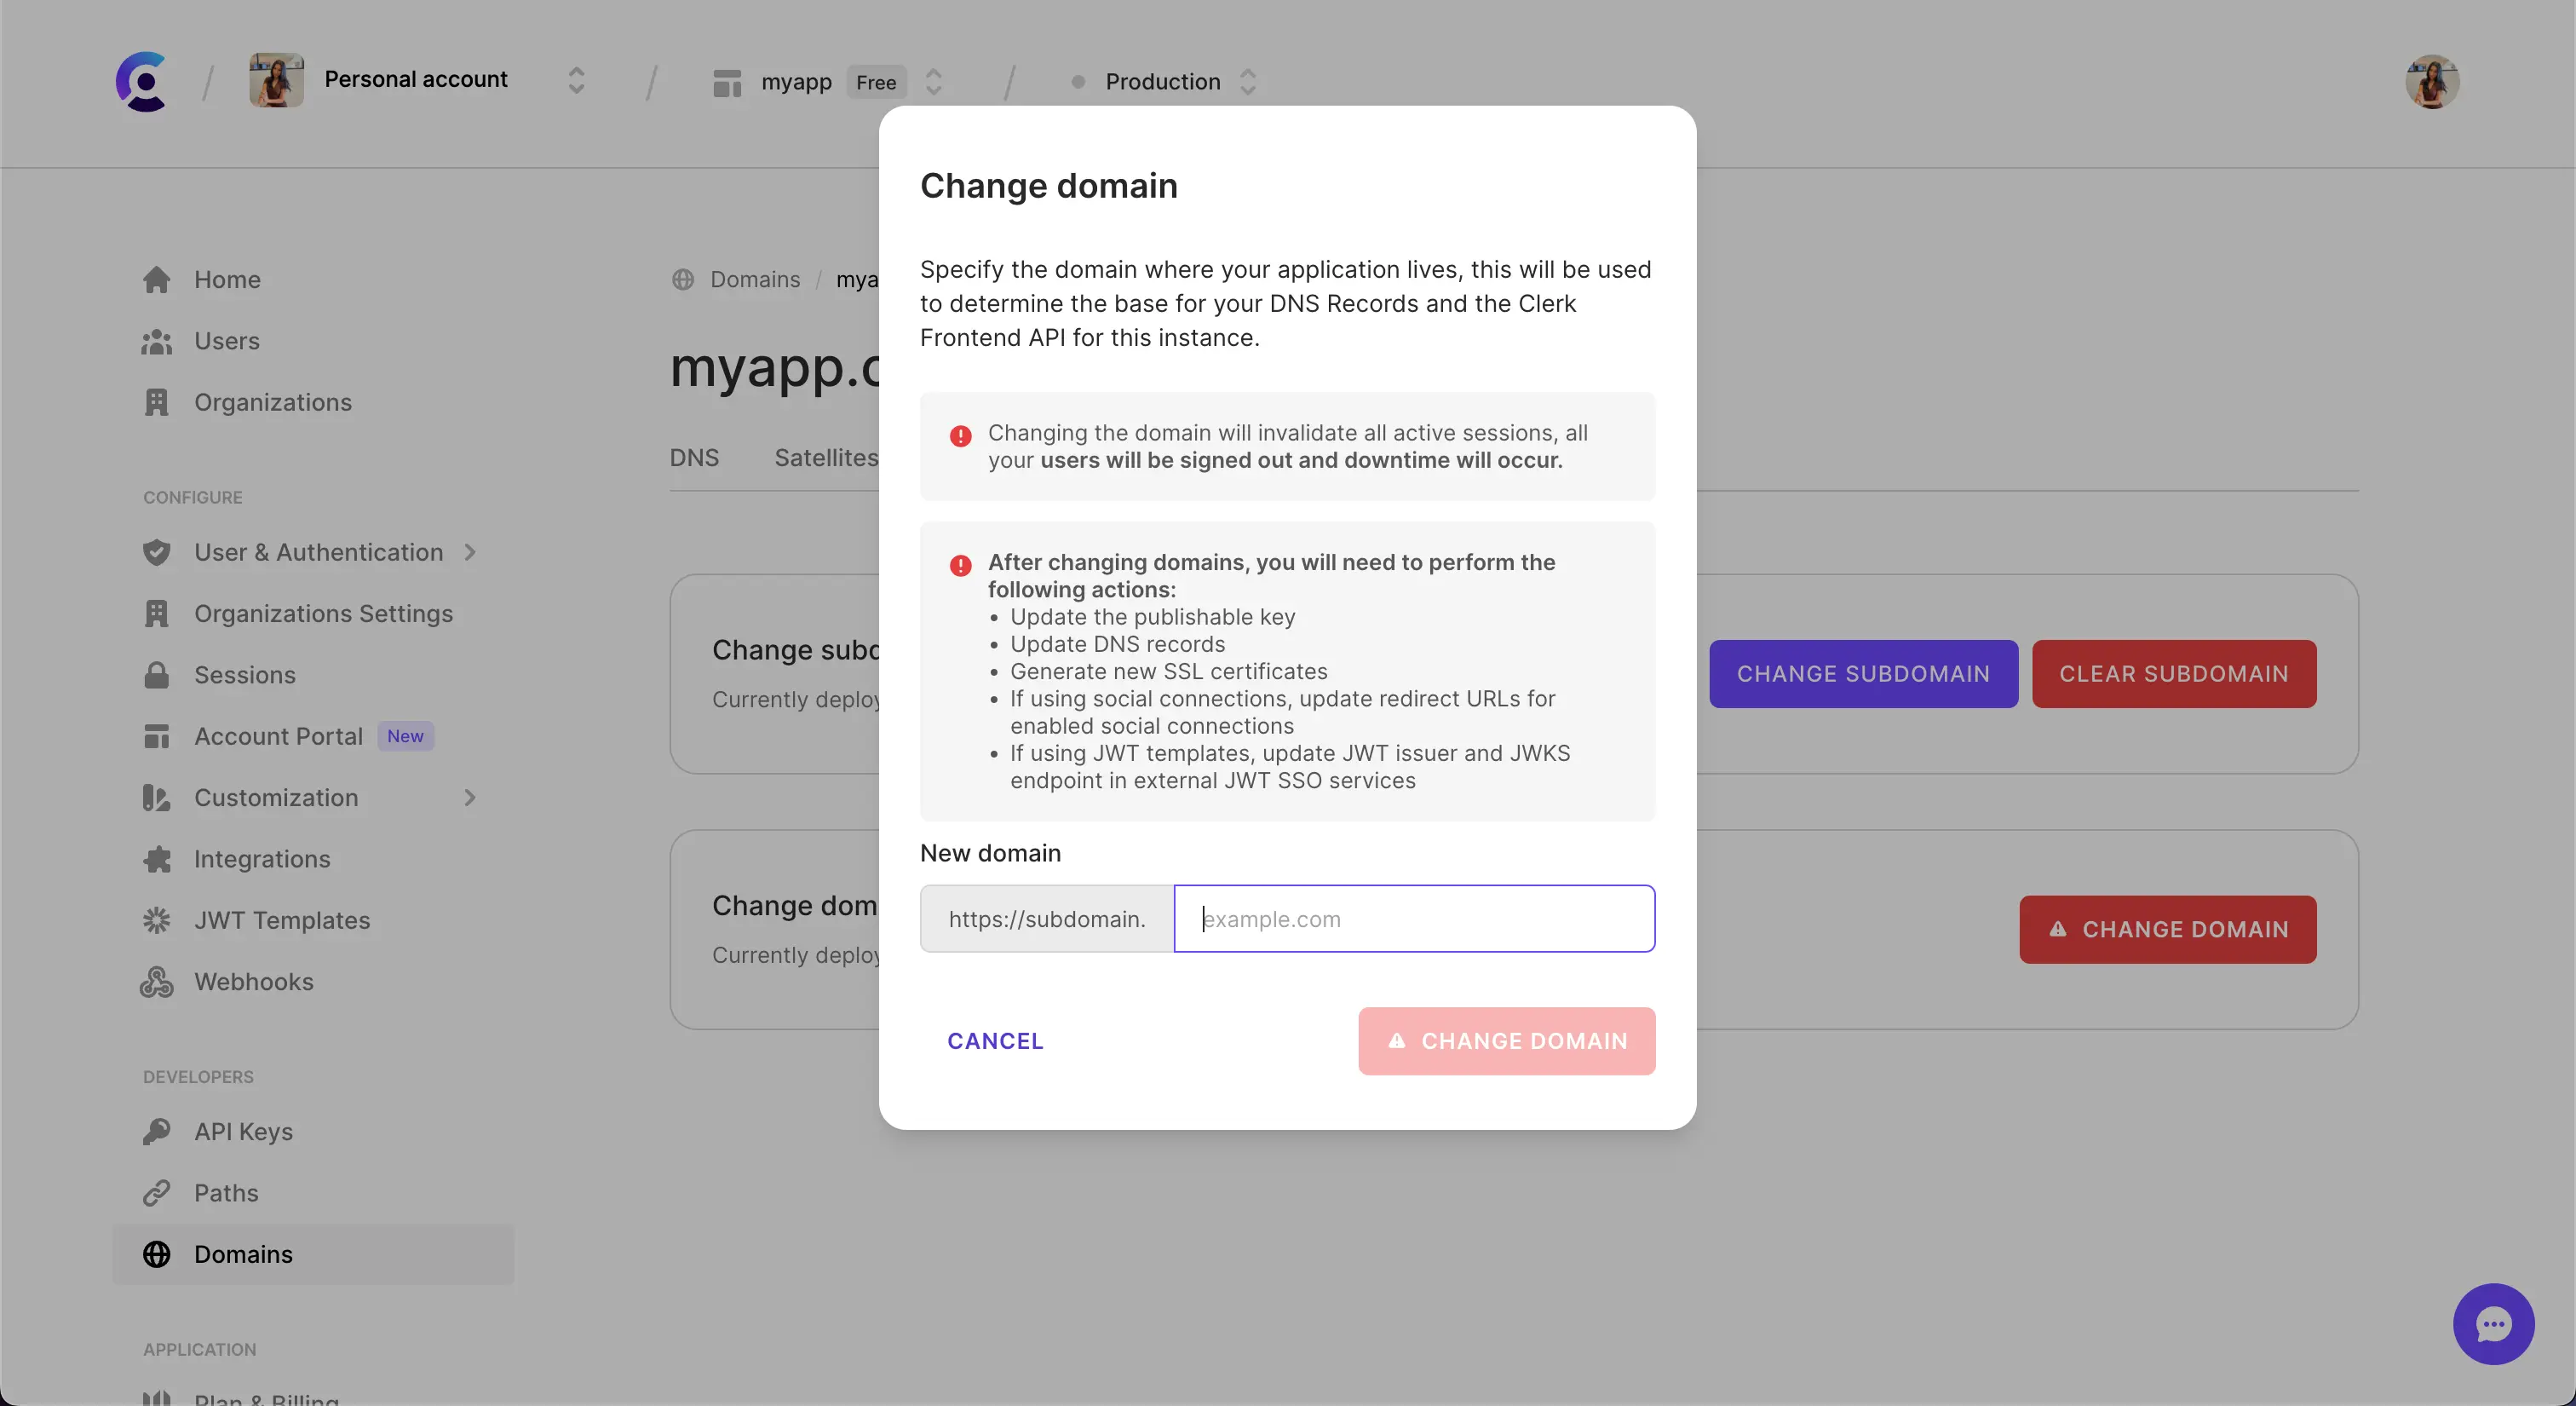 Personal account
myapp Free
Production
Change domain
Specify the domain where your application lives, this will be used
to determine the base for your DNS Records and the Clerk
Frontend API for this instance.
Changing the domain will invalidate all active sessions, all
your users will be signed out and downtime will occur.
After changing domains, you will need to perform the
following actions:
• Update the publishable key
• Update DNS records
• Generate new SSL certificates
• If using social connections, update redirect URLs for
enabled social connections
• If using JWT templates, update JWT issuer and JWKS
endpoint in external JWT SSO services
New domain
https://subdomain.
example.com
CANCEL
CHANGE DOMAIN
Home
Users
Organizations
CONFIGURE
User & Authentication
Organizations Settings
Sessions
Account Portal New
Customization
Integrations
JWT Templates
Webhooks
DEVELOPERS
API Keys
Paths
Domains
APPLICATION
Plan & Billing
Domains / mya
myapp.c
DNS
Satellites
Change subd
Currently deploy
CHANGE SUBDOMAIN
CLEAR SUBDOMAIN
Change dom
Currently deploy
CHANGE DOMAIN